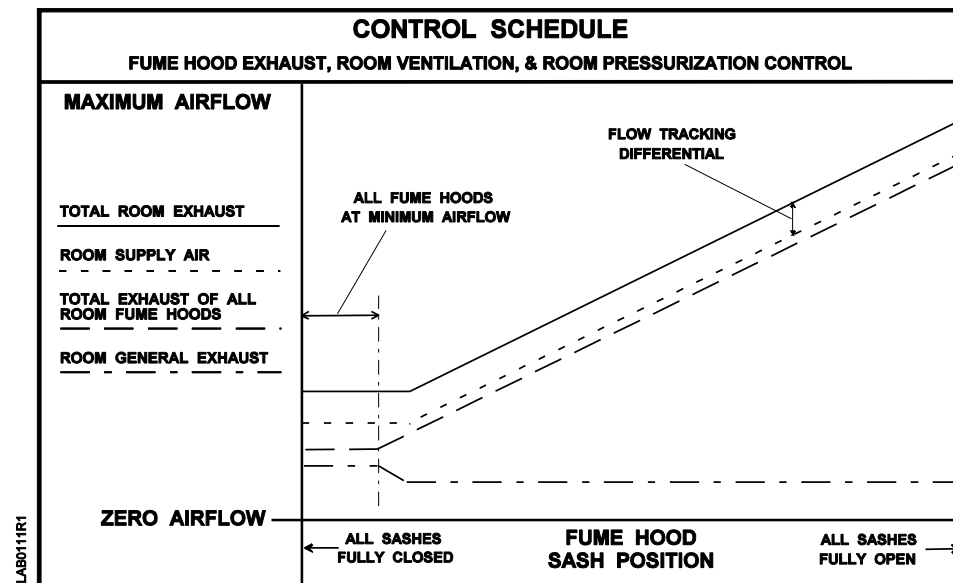 CONTROL SCHEDULE
FUME HOOD EXHAUST, ROOM VENTILATION, & ROOM PRESSURIZATION CONTROL
MAXIMUM AIRFLOW
FLOW TRACKING
DIFFERENTIAL
ALL FUME HOODS
AT MINIMUM AIRFLOW
TOTAL ROOM EXHAUST
ROOM SUPPLY AIR
TOTAL EXHAUST OF ALL
ROOM FUME HOODS
ROOM GENERAL EXHAUST
ZERO AIRFLOW
ALL SASHES
FULLY CLOSED
FUME HOOD
SASH POSITION
ALL SASHES
FULLY OPEN
LAB0111R1